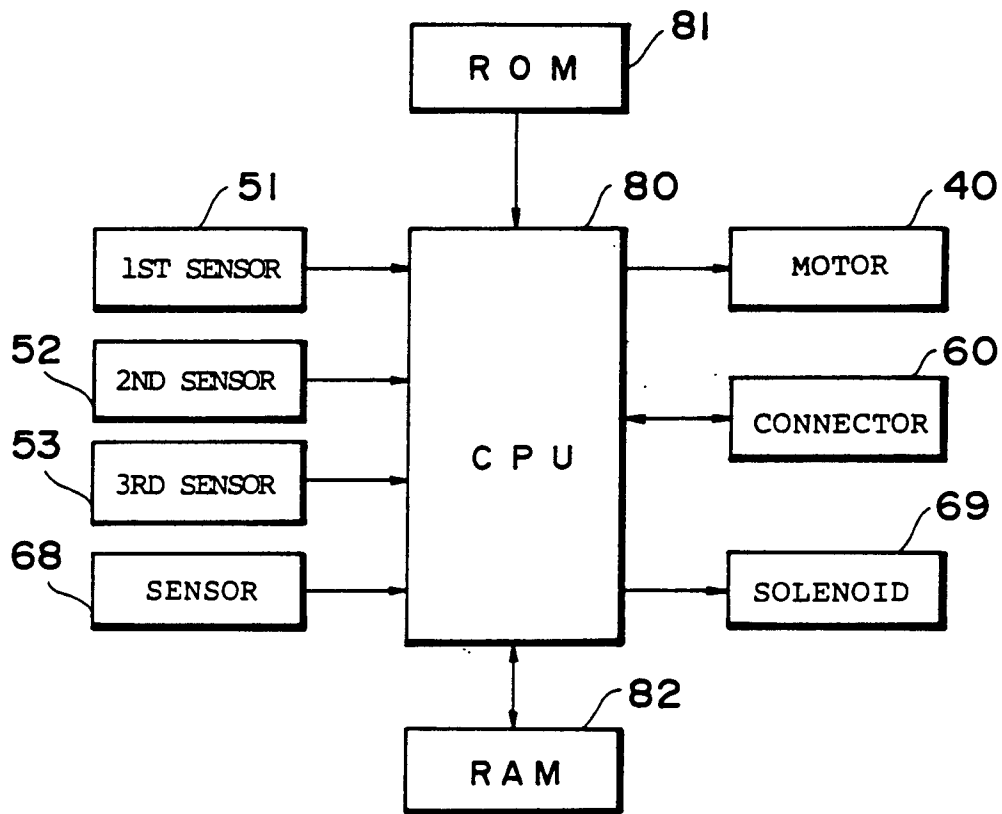 81
ROM
51
80
40
1ST SENSOR
MOTOR
52
2ND SENSOR
60
CONNECTOR
53
CPU
3RD SENSOR
68
SENSOR
69
SOLENOID
82
RAM